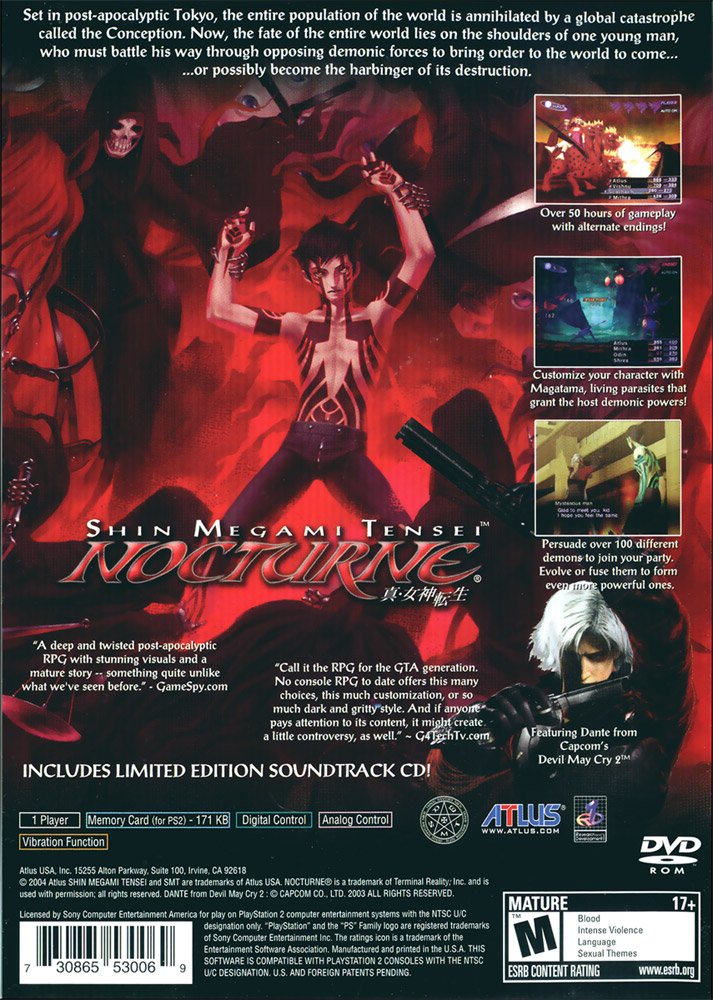 Set in post-apocalyptic Tokyo, the entire population of the world is annihilated by a global catastrophe
called the Conception. Now, the fate of the entire world lies on the shoulders of one young man,
who must battle his way through opposing demonic forces to bring order to the world to come...
...or possibly become the harbinger of its destruction.
Over 50 hours of gameplay
with alternate endings!
Customize your character with
Magatama, living parasites that
grant the host demonic powers!
Mysterious man
Glad to meet you, kid.
I hope you feel the same.
Persuade over 100 different
demons to join your party.
Evolve or fuse them to form
even more powerful ones.
SHIN MEGAMI TENSEI™
NOCTURNE®
真・女神転生
"A deep and twisted post-apocalyptic
RPG with stunning visuals and a
mature story -- something quite unlike
what we've seen before." - GameSpy.com
"Call it the RPG for the GTA generation.
No console RPG to date offers this many
choices, this much customization, or so
much dark and gritty style. And if anyone
pays attention to its content, it might create
a little controversy, as well." ~ G4TechTv.com
Featuring Dante from
Capcom's
Devil May Cry 2™
INCLUDES LIMITED EDITION SOUNDTRACK CD!
1 Player
Memory Card (for PS2) - 171 KB
Digital Control
Analog Control
Vibration Function
ATLUS®
WWW.ATLUS.COM
Research & Development
DVD
ROM
Atlus USA, Inc. 15255 Alton Parkway, Suite 100, Irvine, CA 92618
© 2004 Atlus SHIN MEGAMI TENSEI and SMT are trademarks of Atlus USA. NOCTURNE® is a trademark of Terminal Reality, Inc. and is
used with permission; all rights reserved. DANTE from Devil May Cry 2 : © CAPCOM CO., LTD. 2003 ALL RIGHTS RESERVED.
Licensed by Sony Computer Entertainment America for play on PlayStation 2 computer entertainment systems with the NTSC U/C
designation only. "PlayStation" and the "PS" Family logo are registered trademarks
of Sony Computer Entertainment Inc. The ratings icon is a trademark of the
Entertainment Software Association. Manufactured and printed in the U.S.A. THIS
SOFTWARE IS COMPATIBLE WITH PLAYSTATION 2 CONSOLES WITH THE NTSC
U/C DESIGNATION. U.S. AND FOREIGN PATENTS PENDING.
7 30865 53006 9
MATURE 17+
M
Blood
Intense Violence
Language
Sexual Themes
ESRB CONTENT RATING www.esrb.org